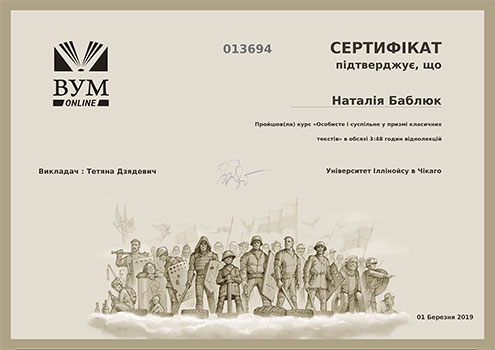 ВУМ
ONLINE
013694
СЕРТИФІКАТ
підтверджує, що
Наталія Баблюк
Пройшов(ла) курс «Особисте і суспільне у призмі класичних
текстів» в обсязі 3:48 годин відеолекцій
Викладач : Тетяна Дзядевич
Університет Іллінойсу в Чікаго
01 Березня 2019